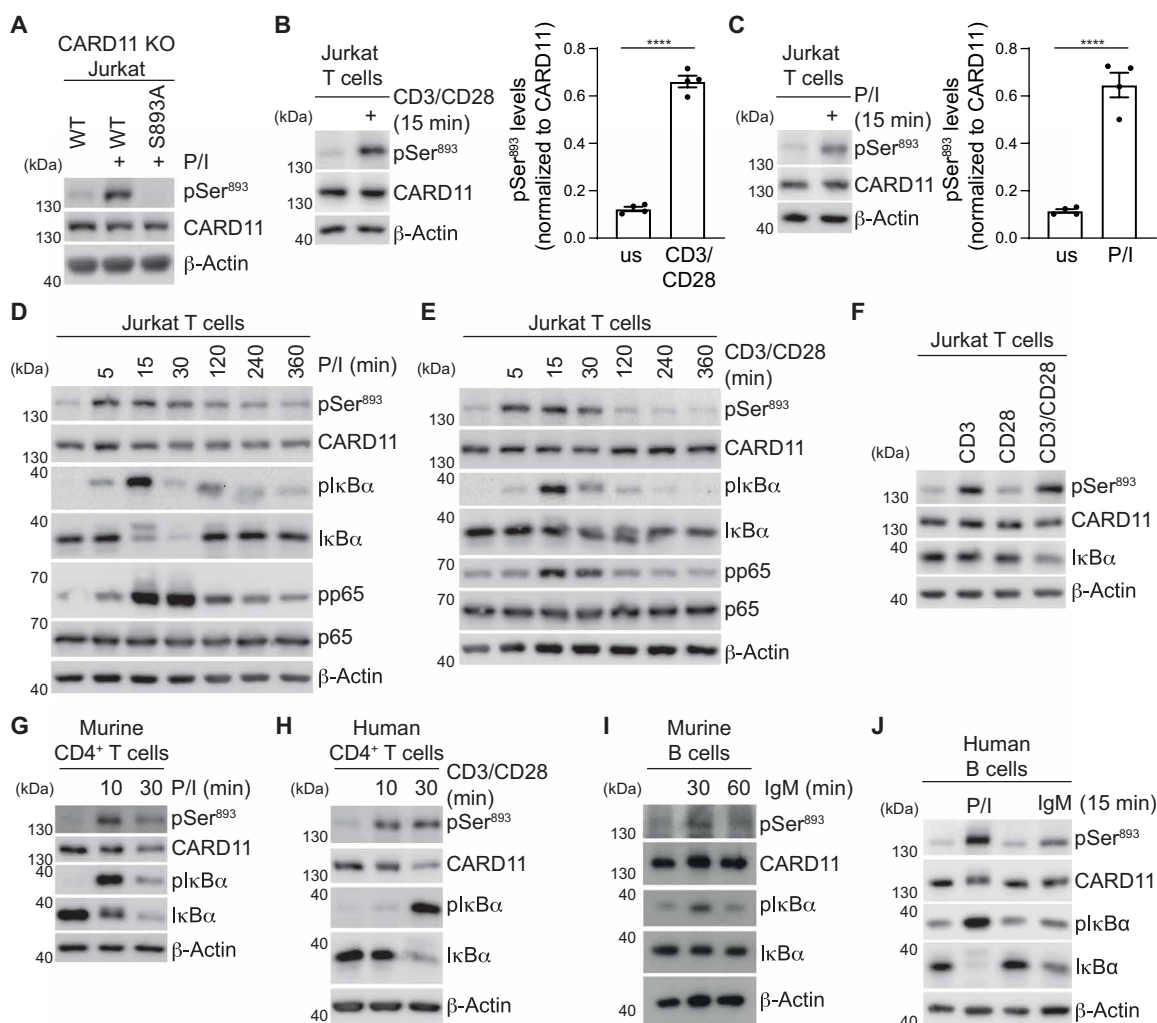 A
CARD11 KO
Jurkat
WT
WT
S893A
+
+
P/I
(kDa)
130
pSer⁸⁹³
130
CARD11
40
β-Actin
B
Jurkat
T cells
CD3/CD28
(kDa)
+
(15 min)
130
pSer⁸⁹³
130
CARD11
40
β-Actin
pSer⁸⁹³ levels
(normalized to CARD11)
0.8
0.6
0.4
0.2
0.0
****
us
CD3/
CD28
C
Jurkat
T cells
P/I
(kDa)
+
(15 min)
130
pSer⁸⁹³
130
CARD11
40
β-Actin
pSer⁸⁹³ levels
(normalized to CARD11)
0.8
0.6
0.4
0.2
0.0
****
us
P/I
D
Jurkat T cells
(kDa)
5
15
30
120
240
360
P/I (min)
130
pSer⁸⁹³
130
CARD11
40
pIκBα
40
IκBα
70
pp65
70
p65
40
β-Actin
E
Jurkat T cells
(kDa)
5
15
30
120
240
360
CD3/CD28
(min)
130
pSer⁸⁹³
130
CARD11
40
pIκBα
40
IκBα
70
pp65
70
p65
40
β-Actin
F
Jurkat T cells
(kDa)
CD3
CD28
CD3/CD28
130
pSer⁸⁹³
130
CARD11
40
IκBα
40
β-Actin
G
Murine
CD4⁺ T cells
(kDa)
10
30
P/I (min)
130
pSer⁸⁹³
130
CARD11
40
pIκBα
40
IκBα
40
β-Actin
H
Human
CD4⁺ T cells
CD3/CD28
(kDa)
10
30
(min)
130
pSer⁸⁹³
130
CARD11
40
pIκBα
40
IκBα
40
β-Actin
I
Murine
B cells
(kDa)
30
60
IgM (min)
130
pSer⁸⁹³
130
CARD11
40
pIκBα
40
IκBα
40
β-Actin
J
Human
B cells
(kDa)
P/I
IgM (15 min)
130
pSer⁸⁹³
130
CARD11
40
pIκBα
40
IκBα
40
β-Actin